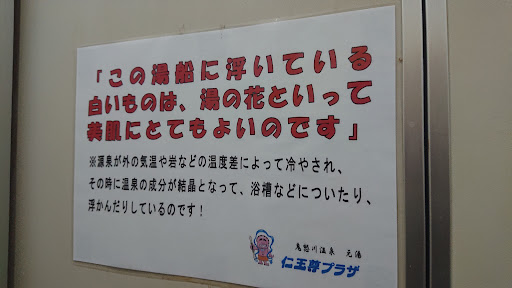 「この湯船に浮いている
白いものは、湯の花といって
美肌にとてもよいのです」
※源泉が外の気温や岩などの温度差によって冷やされ、
その時に温泉の成分が結晶となって、浴槽などについたり、
浮かんだりしているのです！
鬼怒川温泉　元湯
仁王尊プラザ